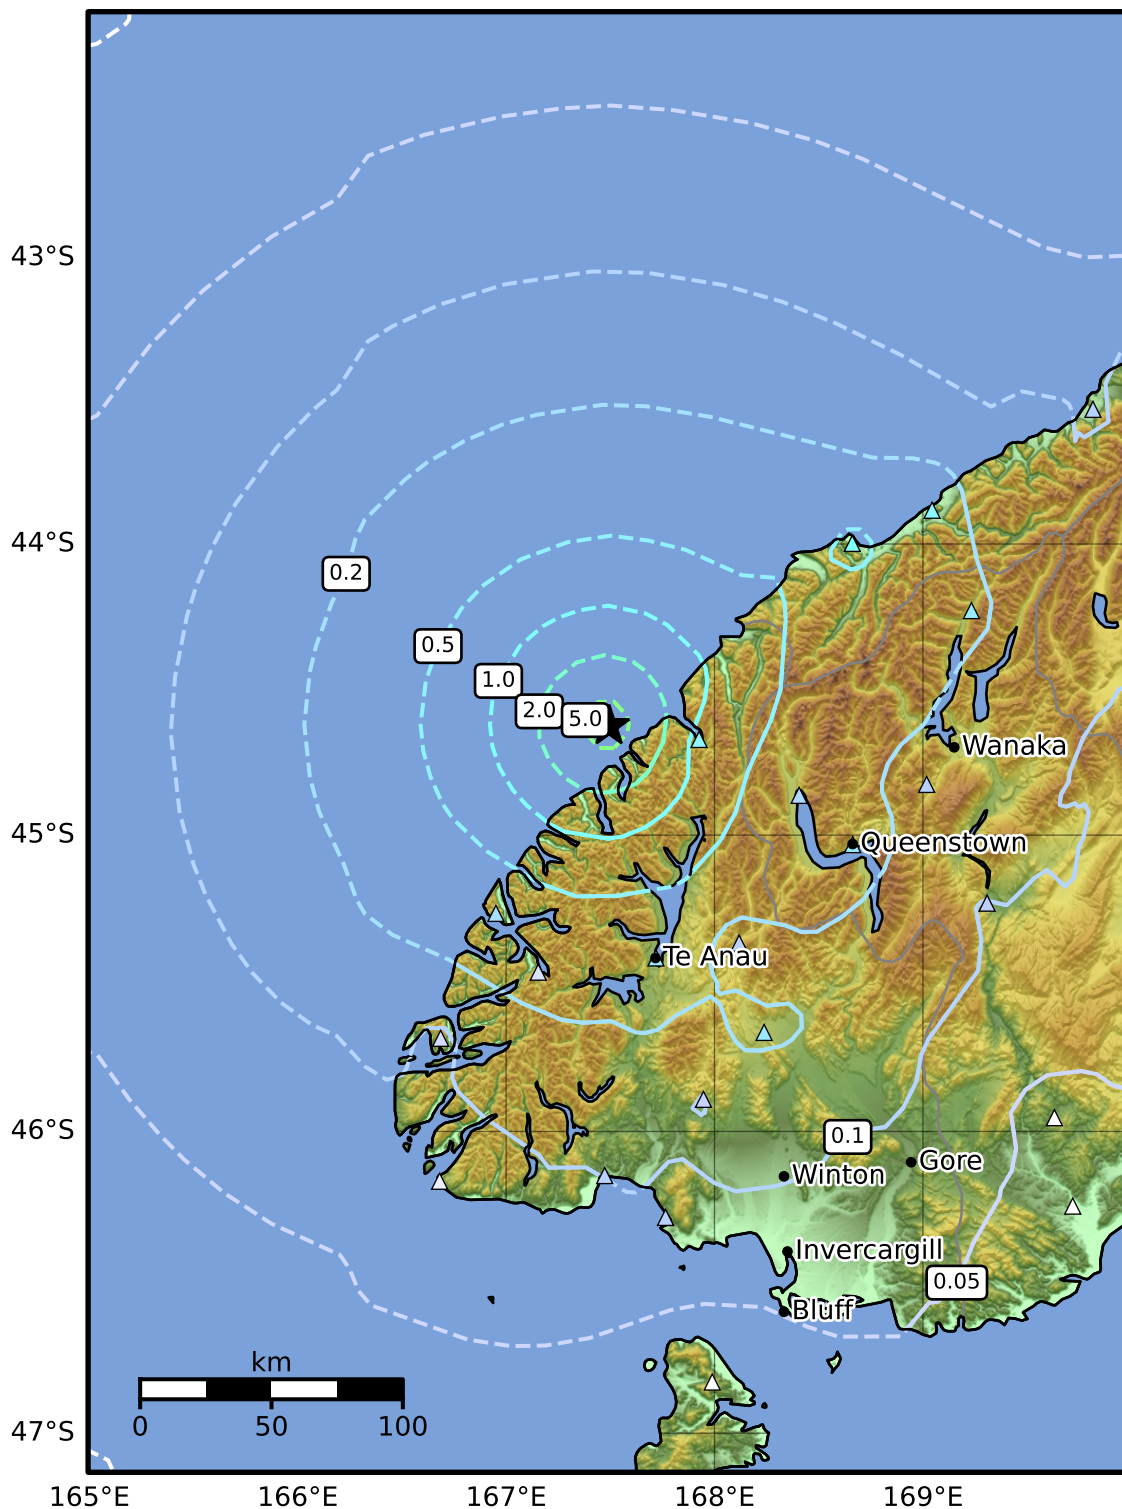 43°S
44°S
0.2
0.5
1.0
2.0
5.0
Wanaka
45°S
Queenstown
Te Anau
46°S
0.1
Gore
Winton
Invercargill
0.05
Bluff
km
0 50 100
47°S
165°E 166°E 167°E 168°E 169°E